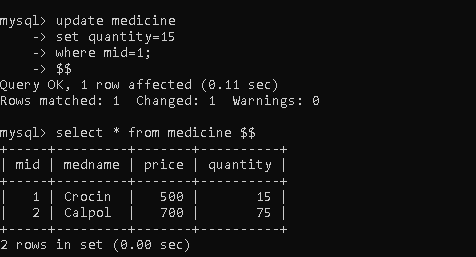 mysql> update medicine
    -> set quantity=15
    -> where mid=1;
    -> $$
Query OK, 1 row affected (0.11 sec)
Rows matched: 1  Changed: 1  Warnings: 0
mysql> select * from medicine $$
+-----+---------+-------+----------+
| mid | medname | price | quantity |
+-----+---------+-------+----------+
|   1 | Crocin  |   500 |       15 |
|   2 | Calpol  |   700 |       75 |
+-----+---------+-------+----------+
2 rows in set (0.00 sec)